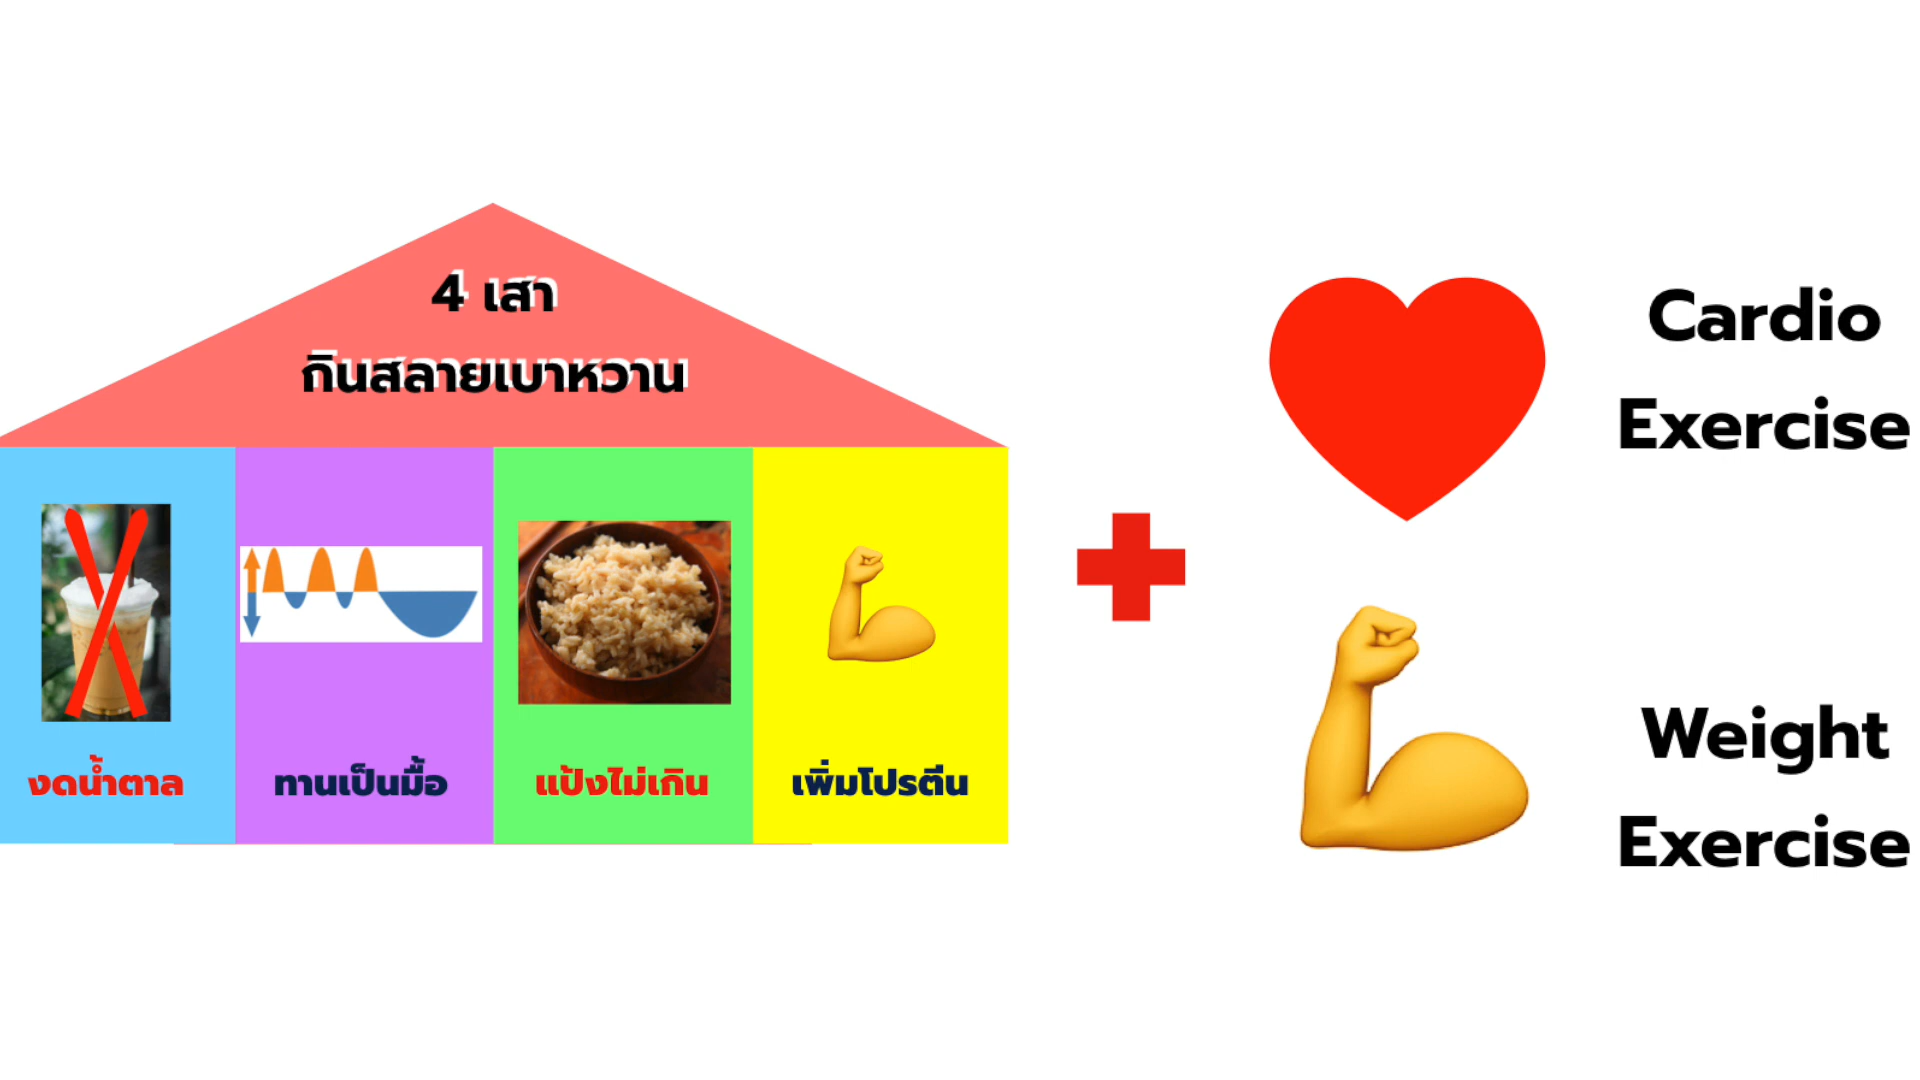 4 เสา
กินสลายเบาหวาน
งดน้ำตาล
ทานเป็นมื้อ
แป้งไม่เกิน
เพิ่มโปรตีน
Cardio
Exercise
Weight
Exercise